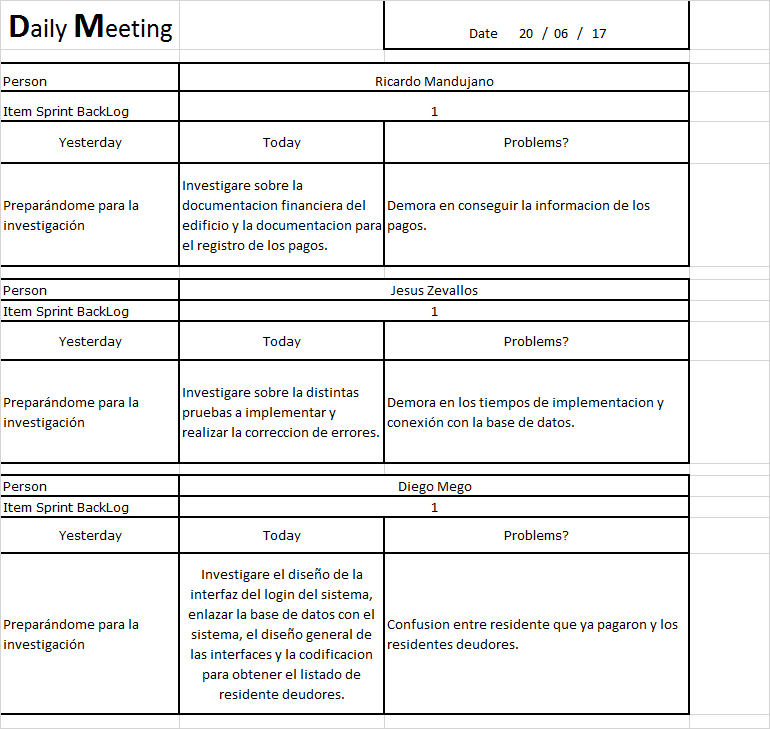 Daily Meeting
Date 20 / 06 / 17
Person Ricardo Mandujano
Item Sprint BackLog 1
Yesterday Today Problems?
Preparándome para la
investigación
Investigare sobre la
documentacion financiera del
edificio y la documentacion para
el registro de los pagos.
Demora en conseguir la informacion de los
pagos.
Person Jesus Zevallos
Item Sprint BackLog 1
Yesterday Today Problems?
Preparándome para la
investigación
Investigare sobre la distintas
pruebas a implementar y
realizar la correccion de errores.
Demora en los tiempos de implementacion y
conexión con la base de datos.
Person Diego Mego
Item Sprint BackLog 1
Yesterday Today Problems?
Preparándome para la
investigación
Investigare el diseño de la
interfaz del login del sistema,
enlazar la base de datos con el
sistema, el diseño general de
las interfaces y la codificacion
para obtener el listado de
residente deudores.
Confusion entre residente que ya pagaron y los
residentes deudores.